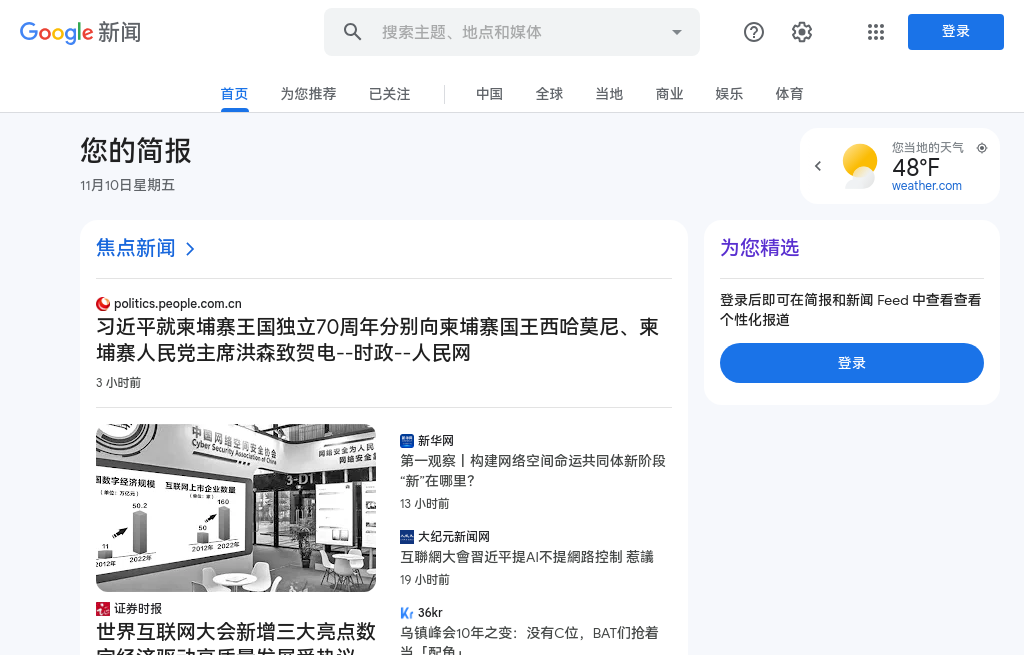 Google 新闻
搜索主题、地点和媒体
登录
首页
为您推荐
已关注
中国
全球
当地
商业
娱乐
体育
您的简报
11月10日星期五
您当地的天气
48°F
weather.com
焦点新闻
politics.people.com.cn
习近平就柬埔寨王国独立70周年分别向柬埔寨国王西哈莫尼、柬
埔寨人民党主席洪森致贺电--时政--人民网
3 小时前
中国网络空间安全协会
Cyber Security Association of China
网络安全为人民
网络安全
3-D1
国数字经济规模
(单位: 万亿元)
互联网上市企业数量
(单位: 家)
50.2
160
11
50
2012年 2022年
2012年 2022年
证券时报
世界互联网大会新增三大亮点数
字经济驱动高质量发展受热议
新华网
第一观察丨构建网络空间命运共同体新阶段
“新”在哪里？
13 小时前
大纪元新闻网
互聯網大會習近平提AI不提網路控制 惹議
19 小时前
36kr
乌镇峰会10年之变：没有C位，BAT们抢着
当「配角」
为您精选
登录后即可在简报和新闻 Feed 中查看查看
个性化报道
登录